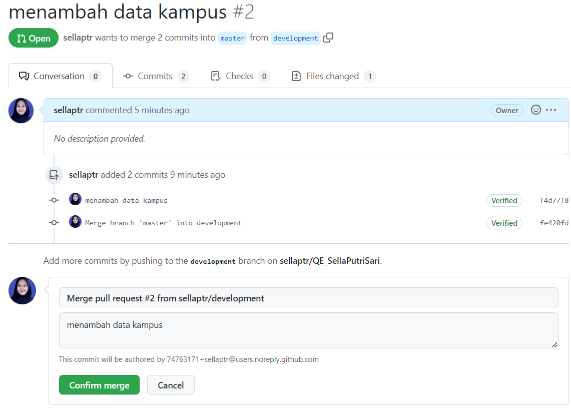 menambah data kampus #2
Open sellaptr wants to merge 2 commits into master from development
Conversation 0 Commits 2 Checks 0 Files changed 1
sellaptr commented 5 minutes ago Owner
No description provided.
sellaptr added 2 commits 9 minutes ago
menambah data kampus Verified f4d77f8
Merge branch 'master' into development Verified fe420fd
Add more commits by pushing to the development branch on sellaptr/QE_SellaPutriSari.
Merge pull request #2 from sellaptr/development
menambah data kampus
This commit will be authored by 74763171+sellaptr@users.noreply.github.com
Confirm merge Cancel